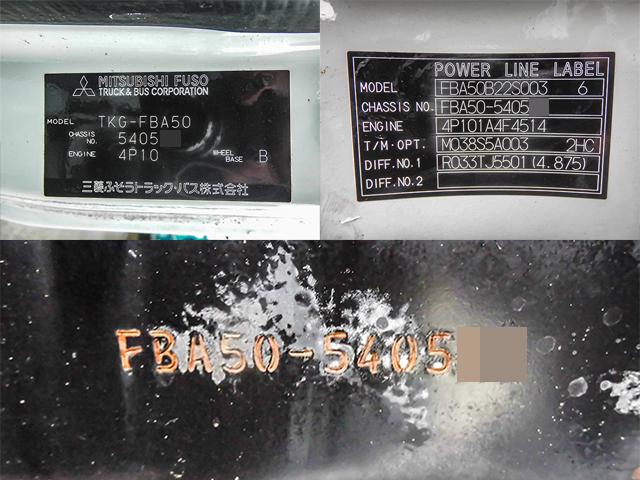 MITSUBISHI FUSO
TRUCK & BUS CORPORATION
MODEL TKG-FBA50
CHASSIS NO. 5405
ENGINE 4P10 WHEEL BASE B
三菱ふそうトラック・バス株式会社
POWER LINE LABEL
MODEL FBA50B22S003 6
CHASSIS NO. FBA50-5405
ENGINE 4P101A4F4514
T/M・OPT. M038S5A003 2HC
DIFF.NO.1 R033TJ5501 (4.875)
DIFF.NO.2
FBA50-5405